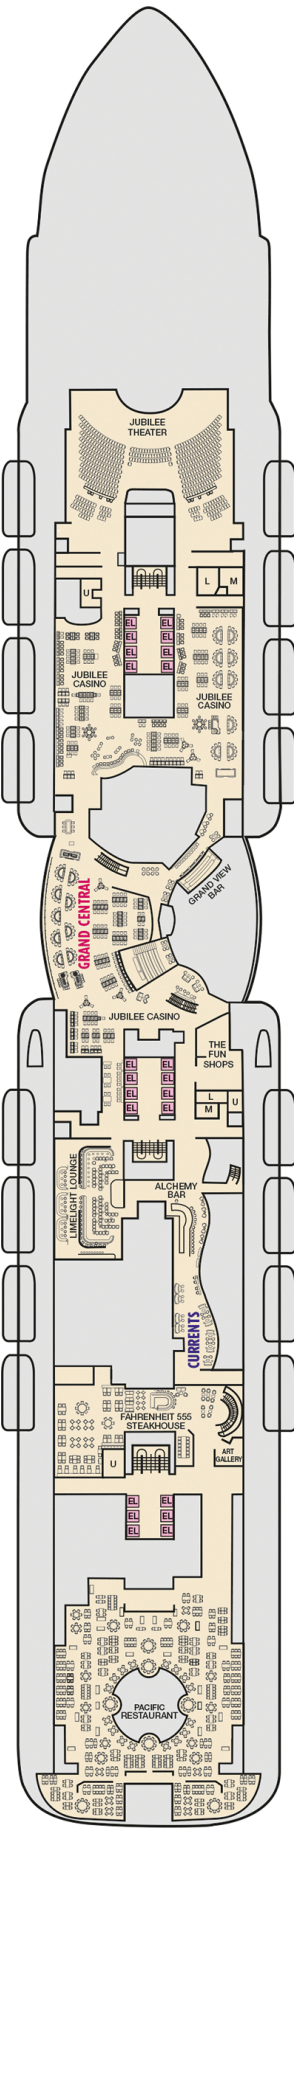 JUBILEE
THEATER
L M
U
EL EL
EL EL
EL EL
EL EL
JUBILEE
CASINO
JUBILEE
CASINO
GRAND CENTRAL
GRAND VIEW
BAR
JUBILEE CASINO
THE
FUN
SHOPS
EL EL
EL EL
EL EL
EL EL
L
M
U
LIMELIGHT LOUNGE
ALCHEMY
BAR
CURRENTS
FAHRENHEIT 555
STEAKHOUSE
ART
GALLERY
U
EL EL
EL EL
EL EL
PACIFIC
RESTAURANT